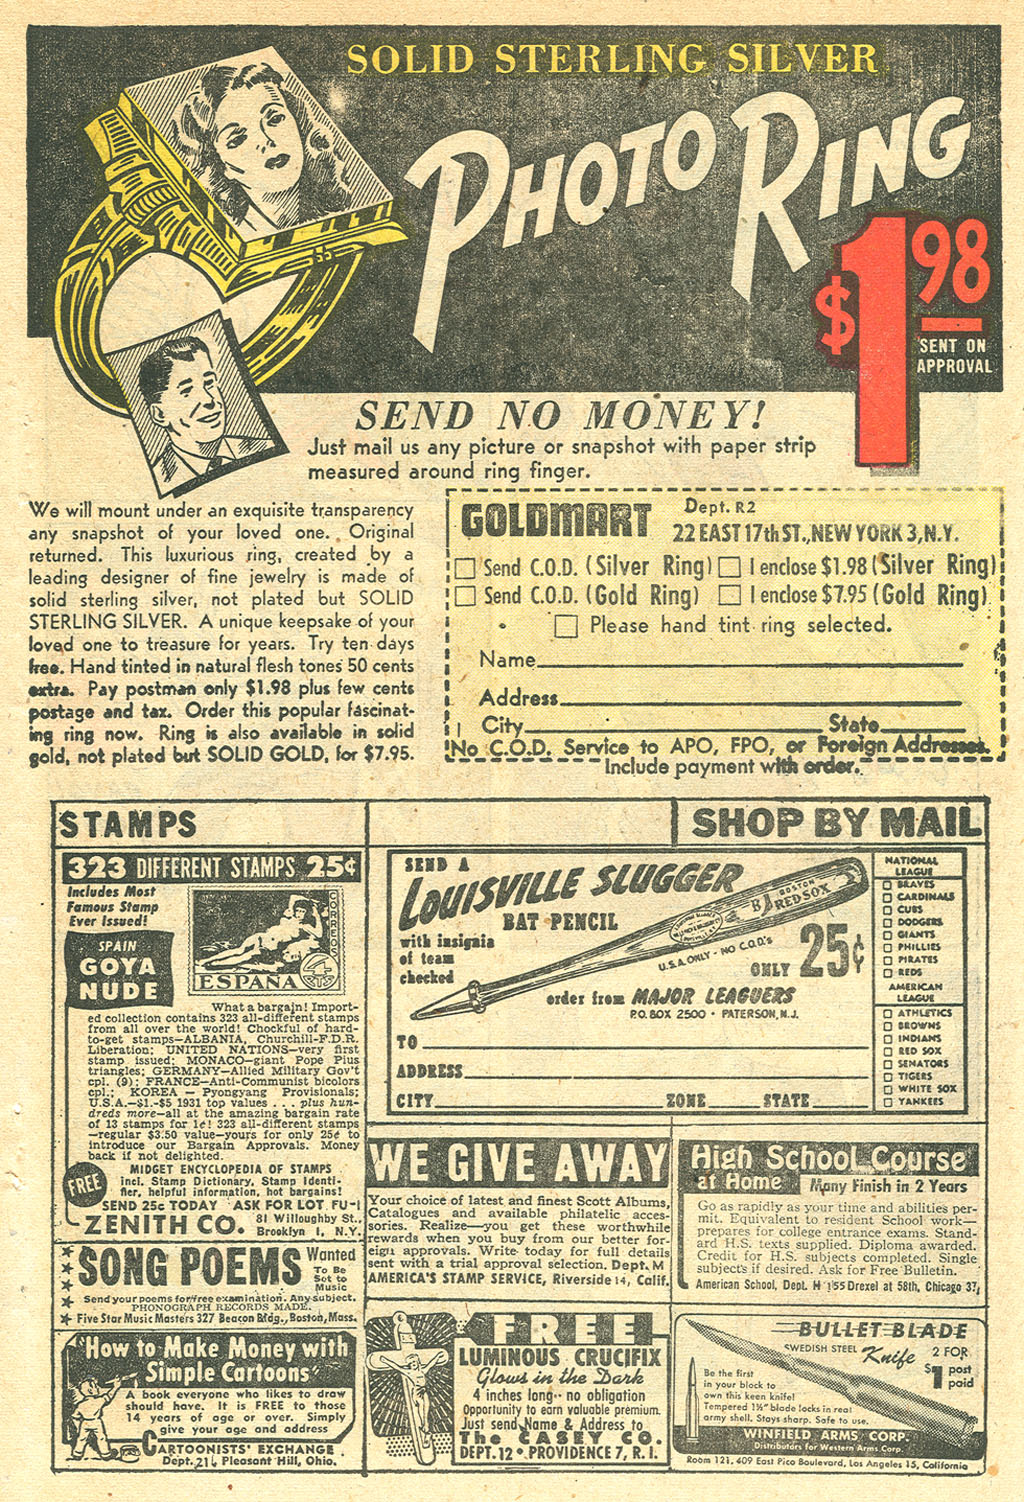 SOLID STERLING SILVER
PHOTO RING
$1.98
SENT ON
APPROVAL
SEND NO MONEY!
Just mail us any picture or snapshot with paper strip
measured around ring finger.
We will mount under an exquisite transparency
any snapshot of your loved one. Original
returned. This luxurious ring, created by a
leading designer of fine jewelry is made of
solid sterling silver, not plated but SOLID
STERLING SILVER. A unique keepsake of your
loved one to treasure for years. Try ten days
free. Hand tinted in natural flesh tones 50 cents
extra. Pay postman only $1.98 plus few cents
postage and tax. Order this popular fascinat-
ing ring now. Ring is also available in solid
gold, not plated but SOLID GOLD, for $7.95.
GOLDMART Dept. R2
22 EAST 17th ST., NEW YORK 3, N.Y.
Send C.O.D. (Silver Ring) I enclose $1.98 (Silver Ring)
Send C.O.D. (Gold Ring) I enclose $7.95 (Gold Ring)
Please hand tint ring selected.
Name
Address
City State
No C.O.D. Service to APO, FPO, or Foreign Addresses.
Include payment with order.
STAMPS
323 DIFFERENT STAMPS 25¢
Includes Most
Famous Stamp
Ever Issued!
SPAIN
GOYA
NUDE
CORREOS
ESPAÑA 4 PTS
What a bargain! Import-
ed collection contains 323 all-different stamps
from all over the world! Chockful of hard-
to-get stamps—ALBANIA, Churchill-F.D.R.
Liberation; UNITED NATIONS—very first
stamp issued; MONACO—giant Pope Pius
triangles; GERMANY—Allied Military Gov't
cpl. (9); FRANCE—Anti-Communist bicolors
cpl.; KOREA — Pyongyang Provisionals;
U.S.A.—$1.-$5 1931 top values . . . plus hun-
dreds more—all at the amazing bargain rate
of 13 stamps for 1¢! 323 all-different stamps
—regular $3.50 value—yours for only 25¢ to
introduce our Bargain Approvals. Money
back if not delighted.
FREE
MIDGET ENCYCLOPEDIA OF STAMPS
incl. Stamp Dictionary, Stamp Identi-
fier, helpful information, hot bargains!
SEND 25c TODAY ASK FOR LOT FU-1
ZENITH CO. 81 Willoughby St.,
Brooklyn 1, N.Y.
SONG POEMS Wanted
To Be
Set to
Music
Send your poems for free examination. Any subject.
PHONOGRAPH RECORDS MADE.
Five Star Music Masters 327 Beacon Bldg., Boston, Mass.
"How to Make Money with
Simple Cartoons"
A book everyone who likes to draw
should have. It is FREE to those
14 years of age or over. Simply
give your age and address
CARTOONISTS' EXCHANGE
Dept. 21 Pleasant Hill, Ohio.
SHOP BY MAIL
SEND A
LOUISVILLE SLUGGER
BAT PENCIL
with insignia
of team
checked
B BOSTON
RED SOX
U.S.A. ONLY - NO C.O.D's
ONLY 25¢
order from MAJOR LEAGUERS
P.O. BOX 2500 • PATERSON, N.J.
TO
ADDRESS
CITY ZONE STATE
NATIONAL
LEAGUE
BRAVES
CARDINALS
CUBS
DODGERS
GIANTS
PHILLIES
PIRATES
REDS
AMERICAN
LEAGUE
ATHLETICS
BROWNS
INDIANS
RED SOX
SENATORS
TIGERS
WHITE SOX
YANKEES
WE GIVE AWAY
Your choice of latest and finest Scott Albums,
Catalogues and available philatelic acces-
sories. Realize—you get these worthwhile
rewards when you buy from our better for-
eign approvals. Write today for full details
sent with a trial approval selection. Dept. M
AMERICA'S STAMP SERVICE, Riverside 14, Calif.
High School Course
at Home Many Finish in 2 Years
Go as rapidly as your time and abilities per-
mit. Equivalent to resident School work—
prepares for college entrance exams. Stand-
ard H.S. texts supplied. Diploma awarded.
Credit for H.S. subjects completed. Single
subjects if desired. Ask for Free Bulletin.
American School, Dept. H 155 Drexel at 58th, Chicago 37
FREE
LUMINOUS CRUCIFIX
Glows in the Dark
4 inches long-- no obligation
Opportunity to earn valuable premium.
Just send Name & Address to
The CASEY CO.
DEPT. 12 • PROVIDENCE 7, R.I.
BULLET BLADE
SWEDISH STEEL Knife 2 FOR
$1 post
paid
Be the first
in your block to
own this keen knife!
Tempered 1½" blade locks in real
army shell. Stays sharp. Safe to use.
WINFIELD ARMS CORP.
Distributors for Western Arms Corp.
Room 121, 409 East Pico Boulevard, Los Angeles 15, California